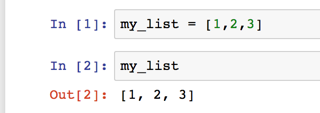 In [1]: my_list = [1,2,3]
In [2]: my_list
Out[2]: [1, 2, 3]